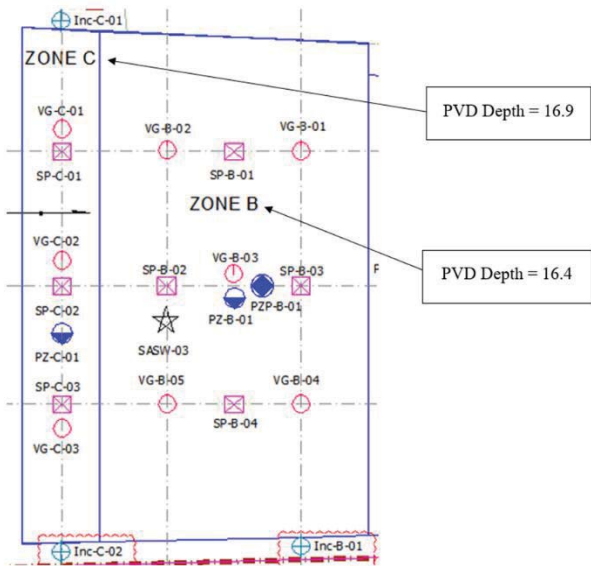 Inc-C-01
ZONE C
PVD Depth = 16.9
VG-C-01
VG-B-02
VG-B-01
SP-C-01
SP-B-01
ZONE B
VG-C-02
VG-B-03
SP-B-02
SP-B-03
PVD Depth = 16.4
SP-C-02
PZ-B-01
PZP-B-01
PZ-C-01
SASW-03
SP-C-03
VG-B-05
VG-B-04
SP-B-04
VG-C-03
Inc-C-02
Inc-B-01